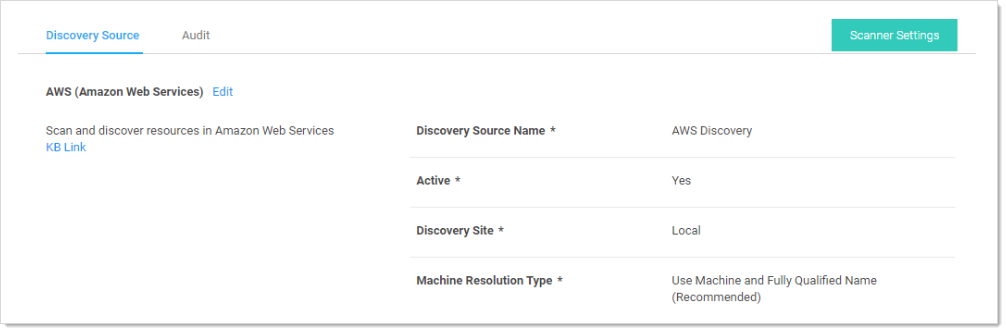 Discovery Source
Audit
Scanner Settings
AWS (Amazon Web Services) Edit
Scan and discover resources in Amazon Web Services
KB Link
Discovery Source Name * AWS Discovery
Active * Yes
Discovery Site * Local
Machine Resolution Type * Use Machine and Fully Qualified Name
(Recommended)